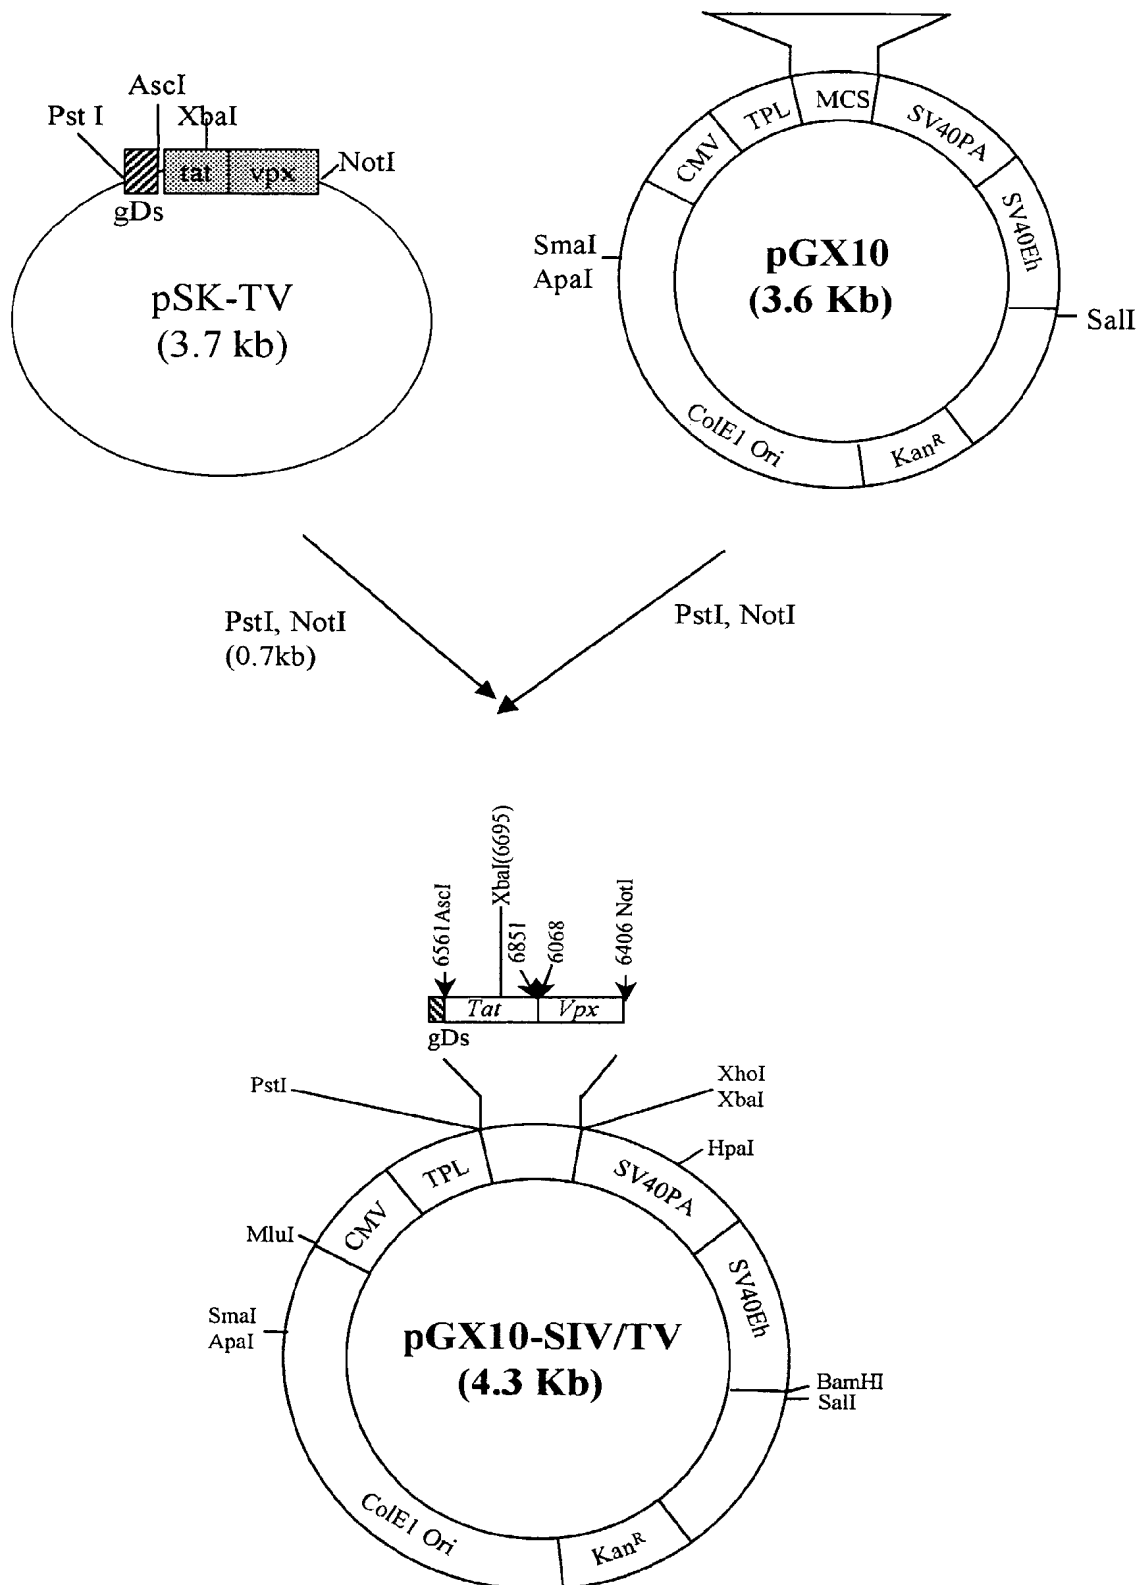 AscI
Pst I
XbaI
tat
vpx
NotI
gDs
pSK-TV
(3.7 kb)
CMV
TPL
MCS
SV40PA
SV40Eh
SmaI
ApaI
pGX10
(3.6 Kb)
SalI
ColE1 Ori
KanR
PstI, NotI
(0.7kb)
PstI, NotI
6561 AscI
XbaI(6695)
6851
6068
6406 NotI
Tat
Vpx
gDs
PstI
XhoI
XbaI
HpaI
TPL
SV40PA
CMV
MluI
SV40Eh
SmaI
ApaI
pGX10-SIV/TV
(4.3 Kb)
BamHI
SalI
ColE1 Ori
KanR